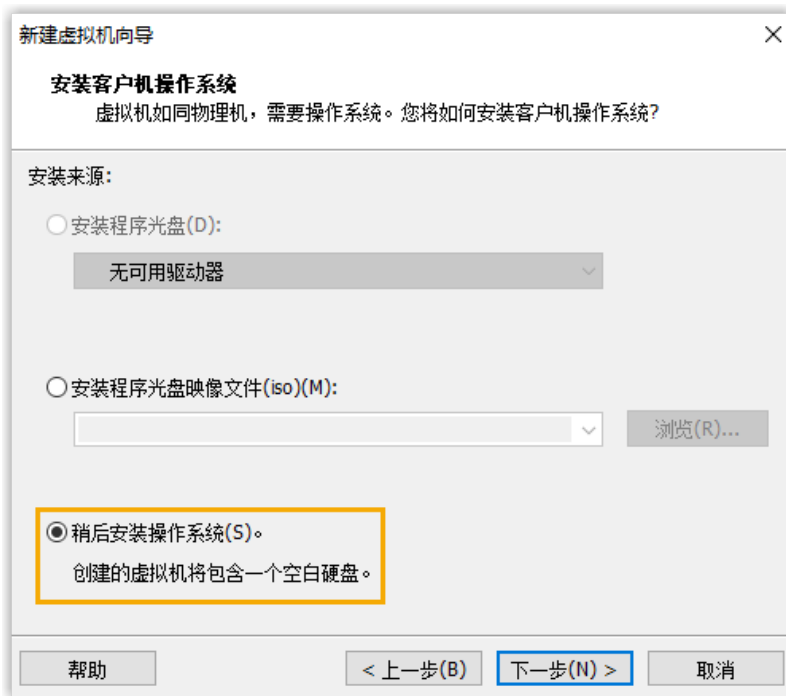 新建虚拟机向导
安装客户机操作系统
虚拟机如同物理机，需要操作系统。您将如何安装客户机操作系统?
安装来源:
安装程序光盘(D):
无可用驱动器
安装程序光盘映像文件(iso)(M):
浏览(R)...
稍后安装操作系统(S)。
创建的虚拟机将包含一个空白硬盘。
帮助
< 上一步(B)
下一步(N) >
取消